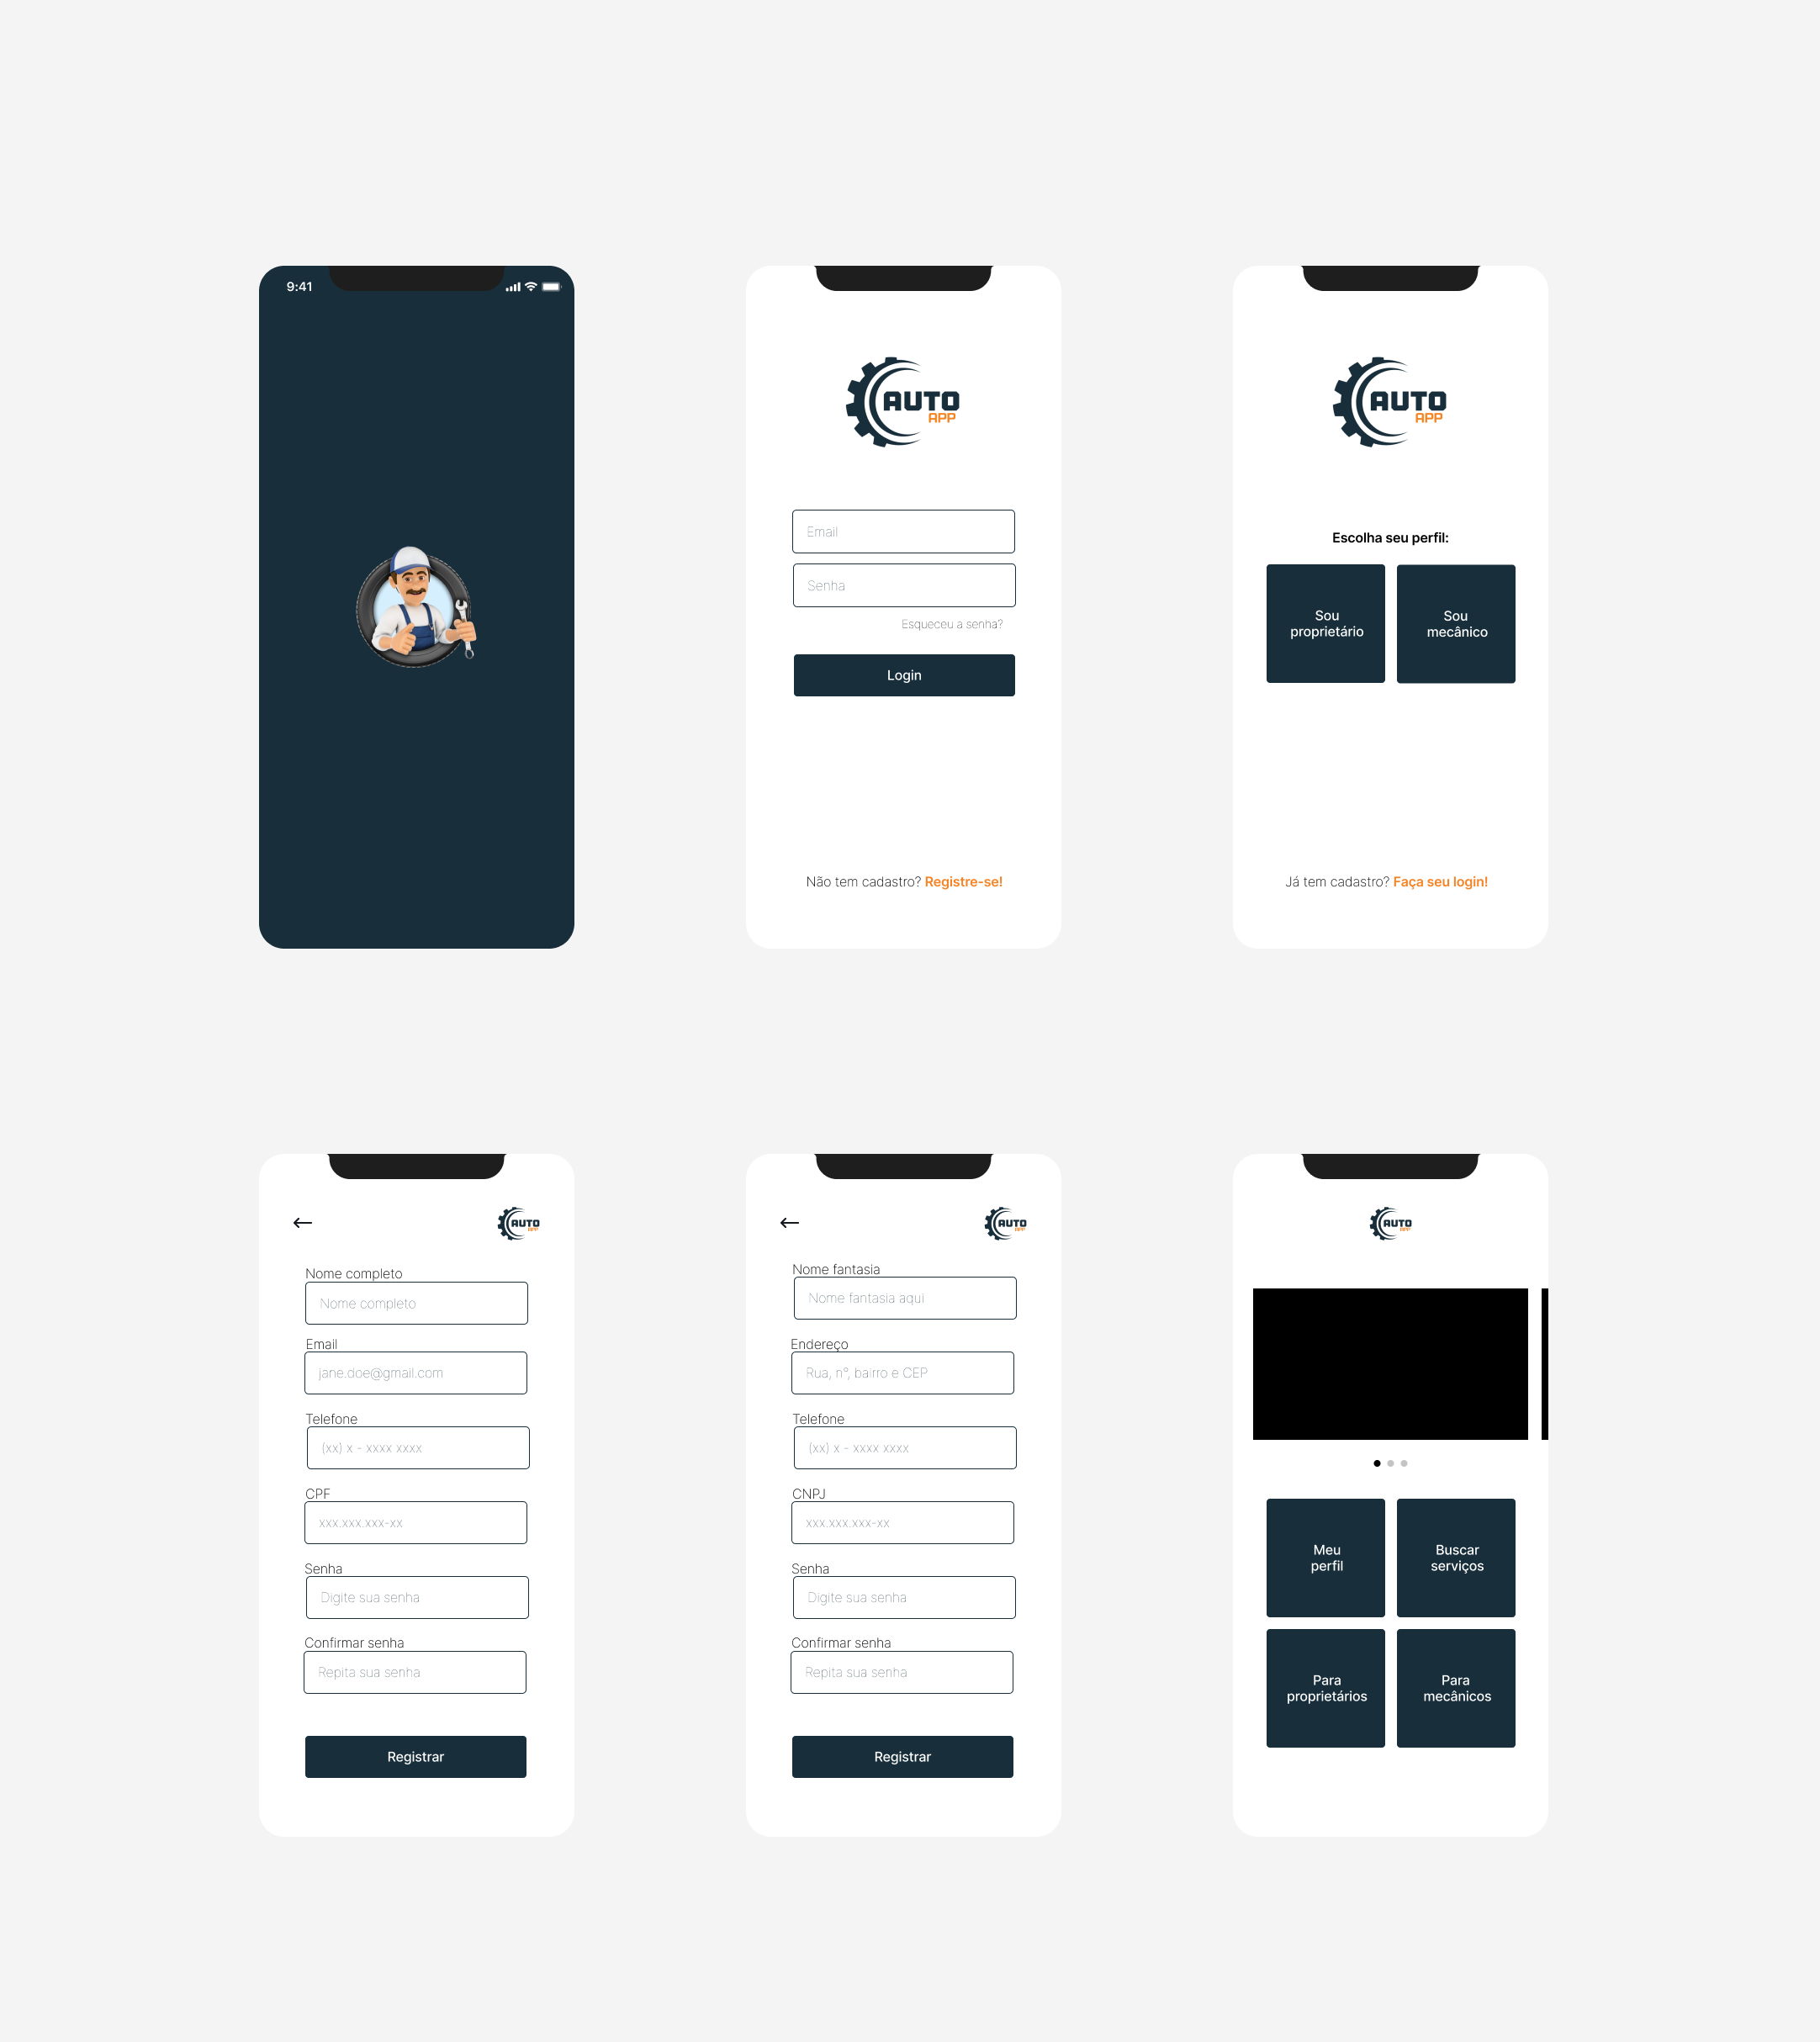 9:41
AUTO
APP
Email
Senha
Esqueceu a senha?
Login
Não tem cadastro? Registre-se!
AUTO
APP
Escolha seu perfil:
Sou
proprietário
Sou
mecânico
Já tem cadastro? Faça seu login!
AUTO
APP
Nome completo
Nome completo
Email
jane.doe@gmail.com
Telefone
(xx) x - xxxx xxxx
CPF
xxx.xxx.xxx-xx
Senha
Digite sua senha
Confirmar senha
Repita sua senha
Registrar
AUTO
APP
Nome fantasia
Nome fantasia aqui
Endereço
Rua, nº, bairro e CEP
Telefone
(xx) x - xxxx xxxx
CNPJ
xxx.xxx.xxx-xx
Senha
Digite sua senha
Confirmar senha
Repita sua senha
Registrar
AUTO
APP
Meu
perfil
Buscar
serviços
Para
proprietários
Para
mecânicos